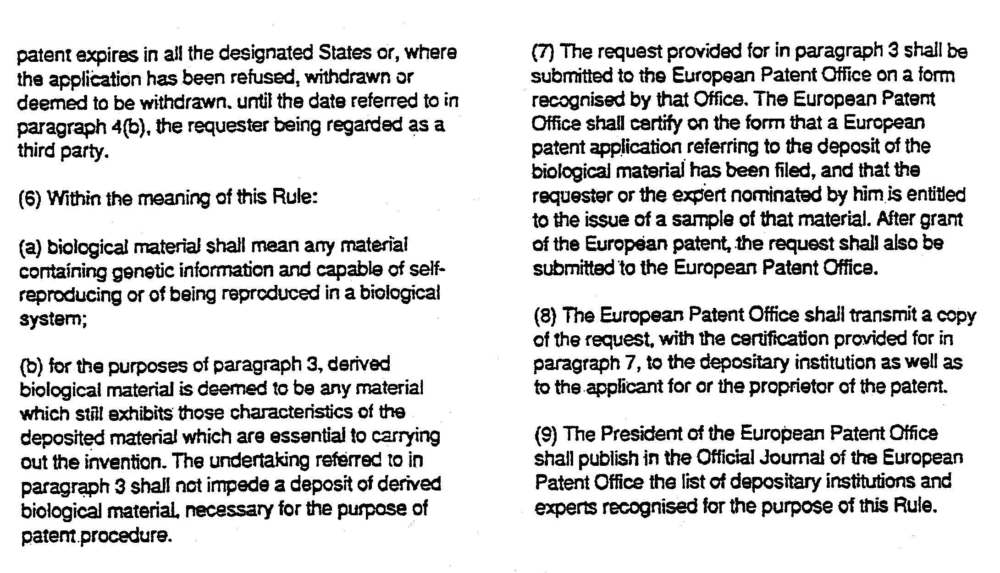 patent expires in all the designated States or, where
the application has been refused, withdrawn or
deemed to be withdrawn. until the date referred to in
paragraph 4(b), the requester being regarded as a
third party.
(6) Within the meaning of this Rule:
(a) biological material shall mean any material
containing genetic information and capable of self-
reproducing or of being reproduced in a biological
system;
(b) for the purposes of paragraph 3, derived
biological material is deemed to be any material
which still exhibits those characteristics of the
deposited material which are essential to carrying
out the invention. The undertaking referred to in
paragraph 3 shall not impede a deposit of derived
biological material, necessary for the purpose of
patent procedure.
(7) The request provided for in paragraph 3 shall be
submitted to the European Patent Office on a form
recognised by that Office. The European Patent
Office shall certify on the form that a European
patent application referring to the deposit of the
biological material has been filed, and that the
requester or the expert nominated by him is entitled
to the issue of a sample of that material. After grant
of the European patent, the request shall also be
submitted to the European Patent Office.
(8) The European Patent Office shall transmit a copy
of the request, with the certification provided for in
paragraph 7, to the depositary institution as well as
to the applicant for or the proprietor of the patent.
(9) The President of the European Patent Office
shall publish in the Official Journal of the European
Patent Office the list of depositary institutions and
experts recognised for the purpose of this Rule.